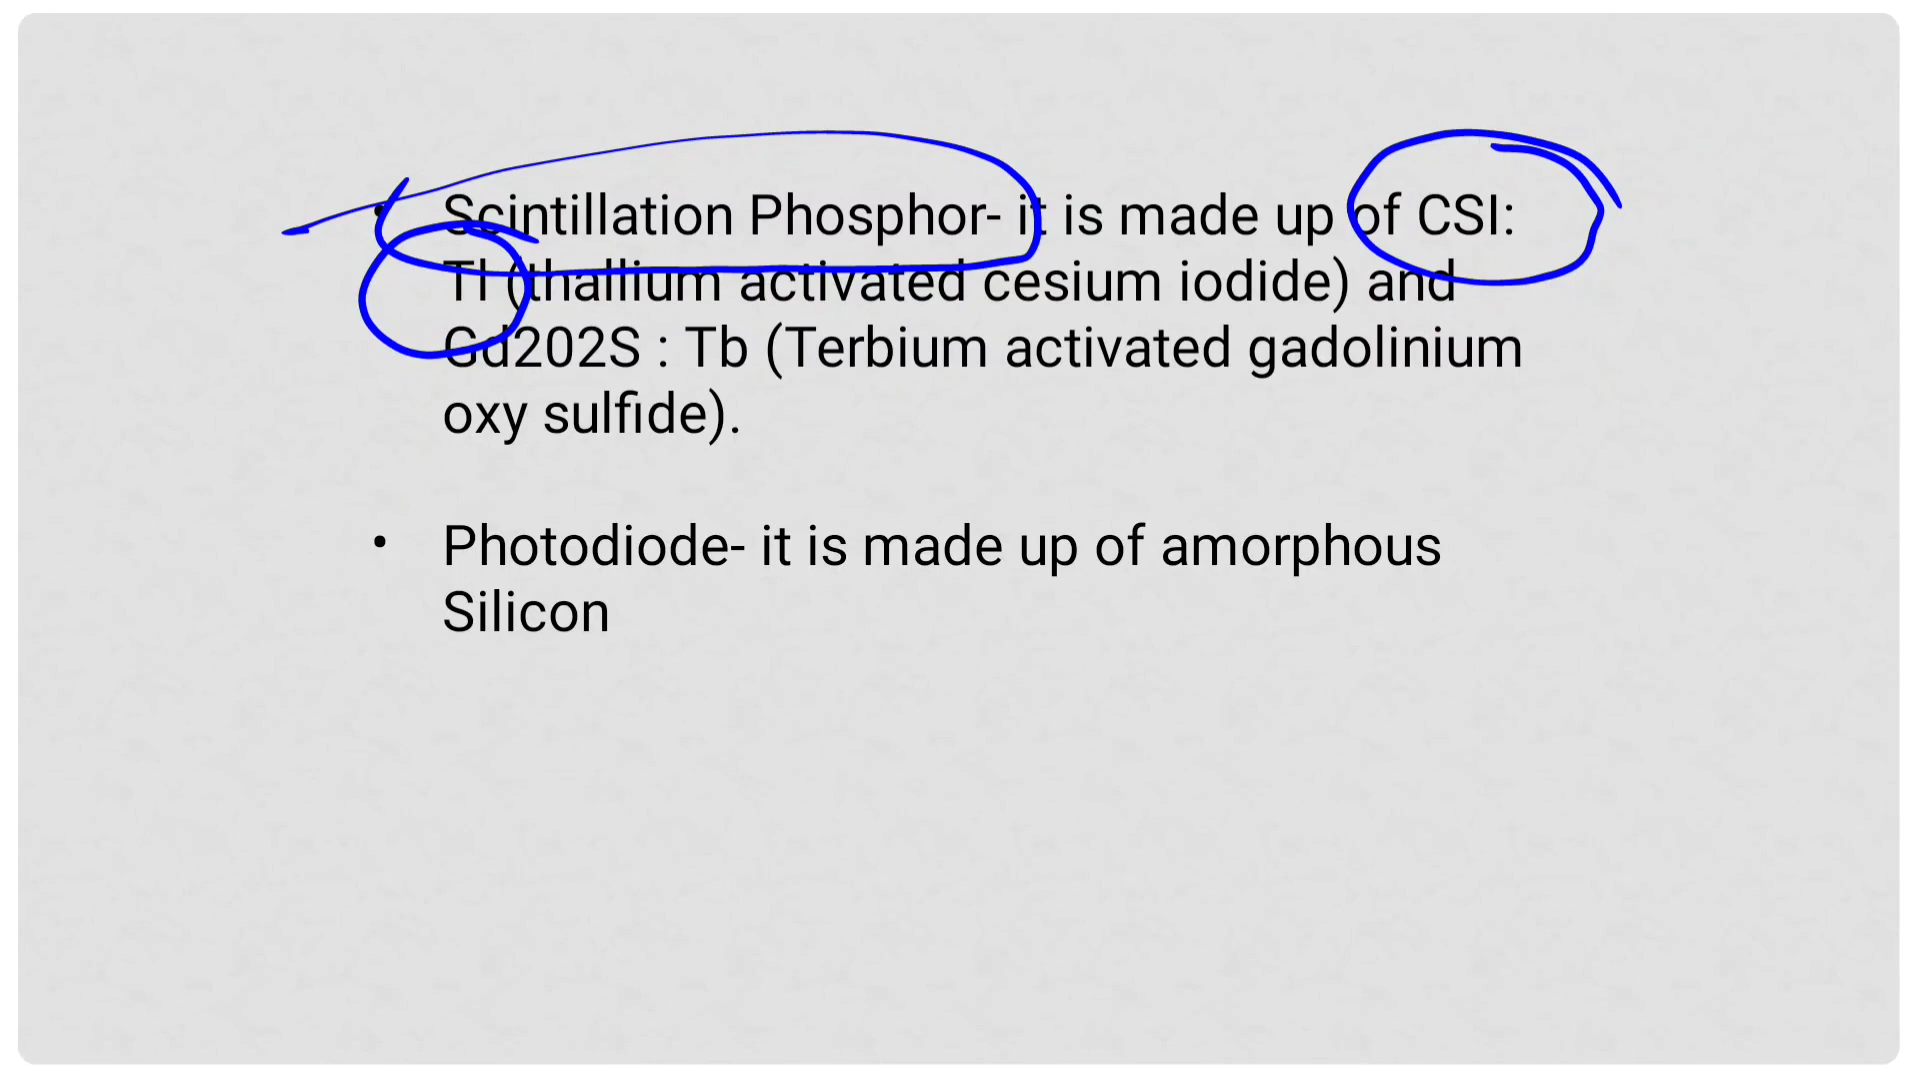 • Scintillation Phosphor- it is made up of CSI:
Tl (thallium activated cesium iodide) and
Gd202S : Tb (Terbium activated gadolinium
oxy sulfide).
• Photodiode- it is made up of amorphous
Silicon